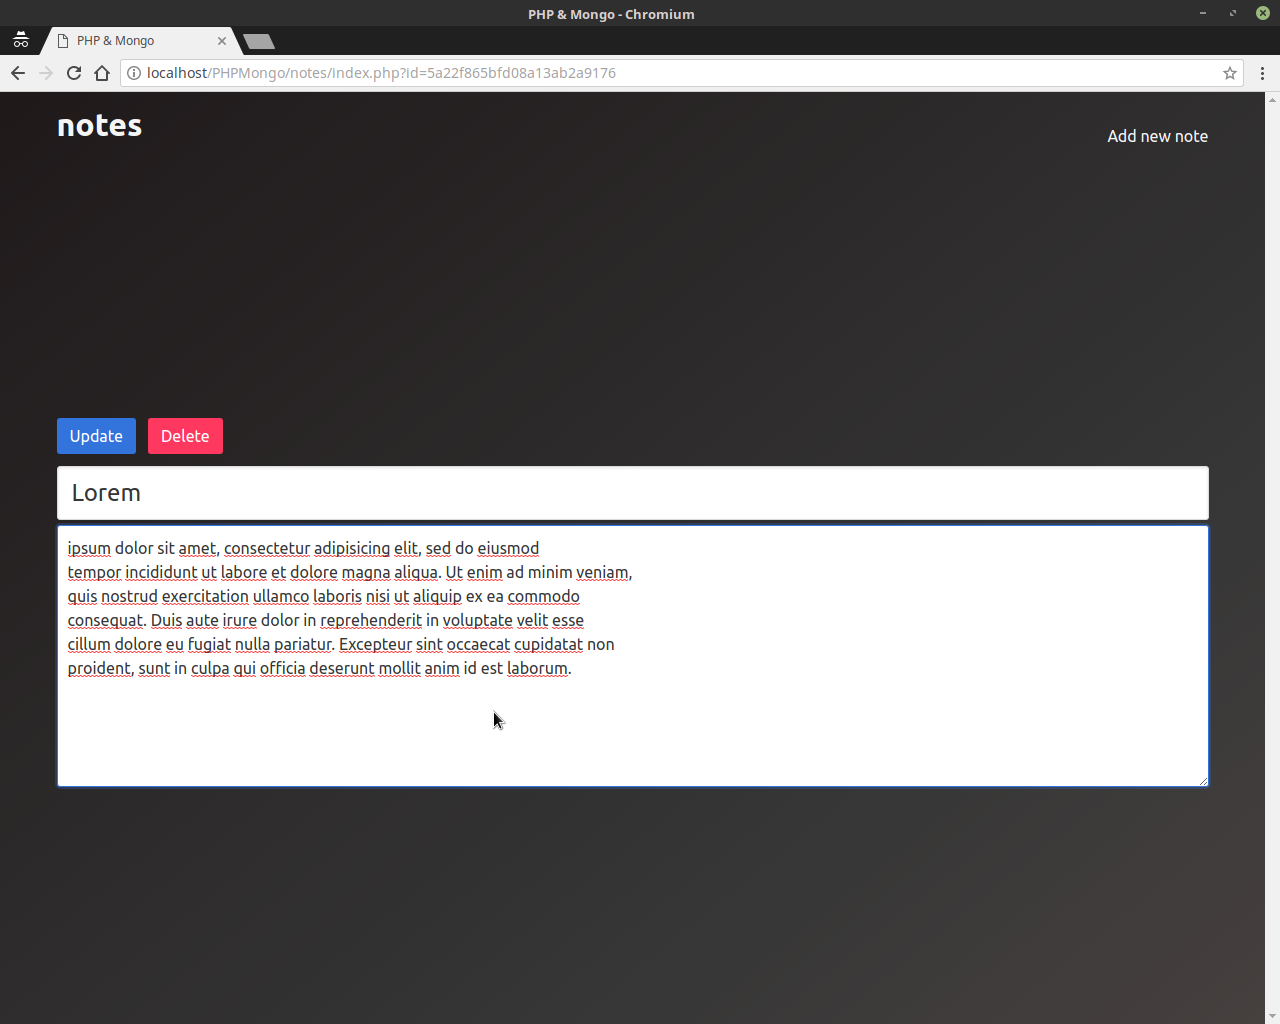 PHP & Mongo - Chromium
PHP & Mongo
localhost/PHPMongo/notes/index.php?id=5a22f865bfd08a13ab2a9176
notes
Add new note
Update Delete
Lorem
ipsum dolor sit amet, consectetur adipisicing elit, sed do eiusmod
tempor incididunt ut labore et dolore magna aliqua. Ut enim ad minim veniam,
quis nostrud exercitation ullamco laboris nisi ut aliquip ex ea commodo
consequat. Duis aute irure dolor in reprehenderit in voluptate velit esse
cillum dolore eu fugiat nulla pariatur. Excepteur sint occaecat cupidatat non
proident, sunt in culpa qui officia deserunt mollit anim id est laborum.